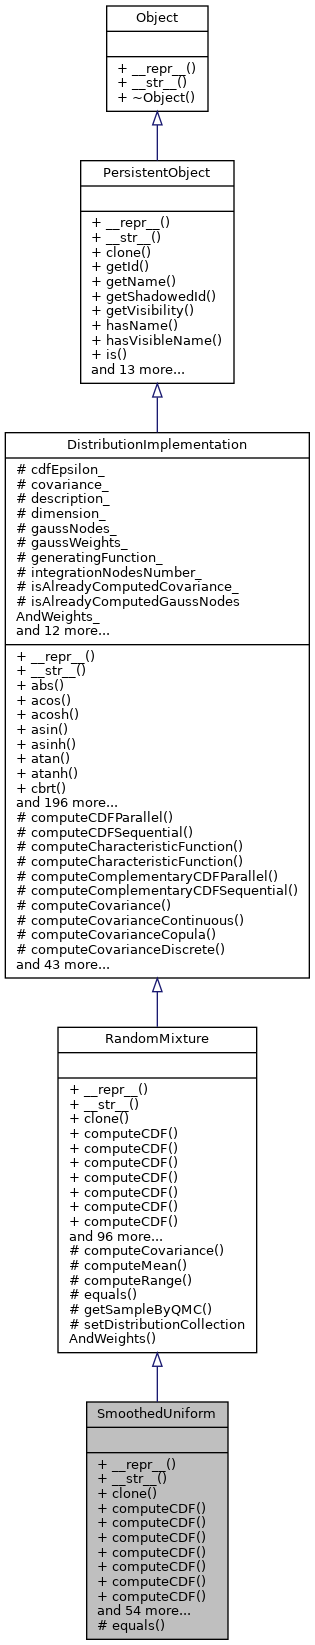 Object
+ __repr__()
+ __str__()
+ ~Object()
PersistentObject
+ __repr__()
+ __str__()
+ clone()
+ getId()
+ getName()
+ getShadowedId()
+ getVisibility()
+ hasName()
+ hasVisibleName()
+ is()
and 13 more...
DistributionImplementation
# cdfEpsilon_
# covariance_
# description_
# dimension_
# gaussNodes_
# gaussWeights_
# generatingFunction_
# integrationNodesNumber_
# isAlreadyComputedCovariance_
# isAlreadyComputedGaussNodes
AndWeights_
and 12 more...
+ __repr__()
+ __str__()
+ abs()
+ acos()
+ acosh()
+ asin()
+ asinh()
+ atan()
+ atanh()
+ cbrt()
and 196 more...
# computeCDFParallel()
# computeCDFSequential()
# computeCharacteristicFunction()
# computeCharacteristicFunction()
# computeComplementaryCDFParallel()
# computeComplementaryCDFSequential()
# computeCovariance()
# computeCovarianceContinuous()
# computeCovarianceCopula()
# computeCovarianceDiscrete()
and 43 more...
RandomMixture
+ __repr__()
+ __str__()
+ clone()
+ computeCDF()
+ computeCDF()
+ computeCDF()
+ computeCDF()
+ computeCDF()
+ computeCDF()
+ computeCDF()
and 96 more...
# computeCovariance()
# computeMean()
# computeRange()
# equals()
# getSampleByQMC()
# setDistributionCollection
AndWeights()
SmoothedUniform
+ __repr__()
+ __str__()
+ clone()
+ computeCDF()
+ computeCDF()
+ computeCDF()
+ computeCDF()
+ computeCDF()
+ computeCDF()
+ computeCDF()
and 54 more...
# equals()